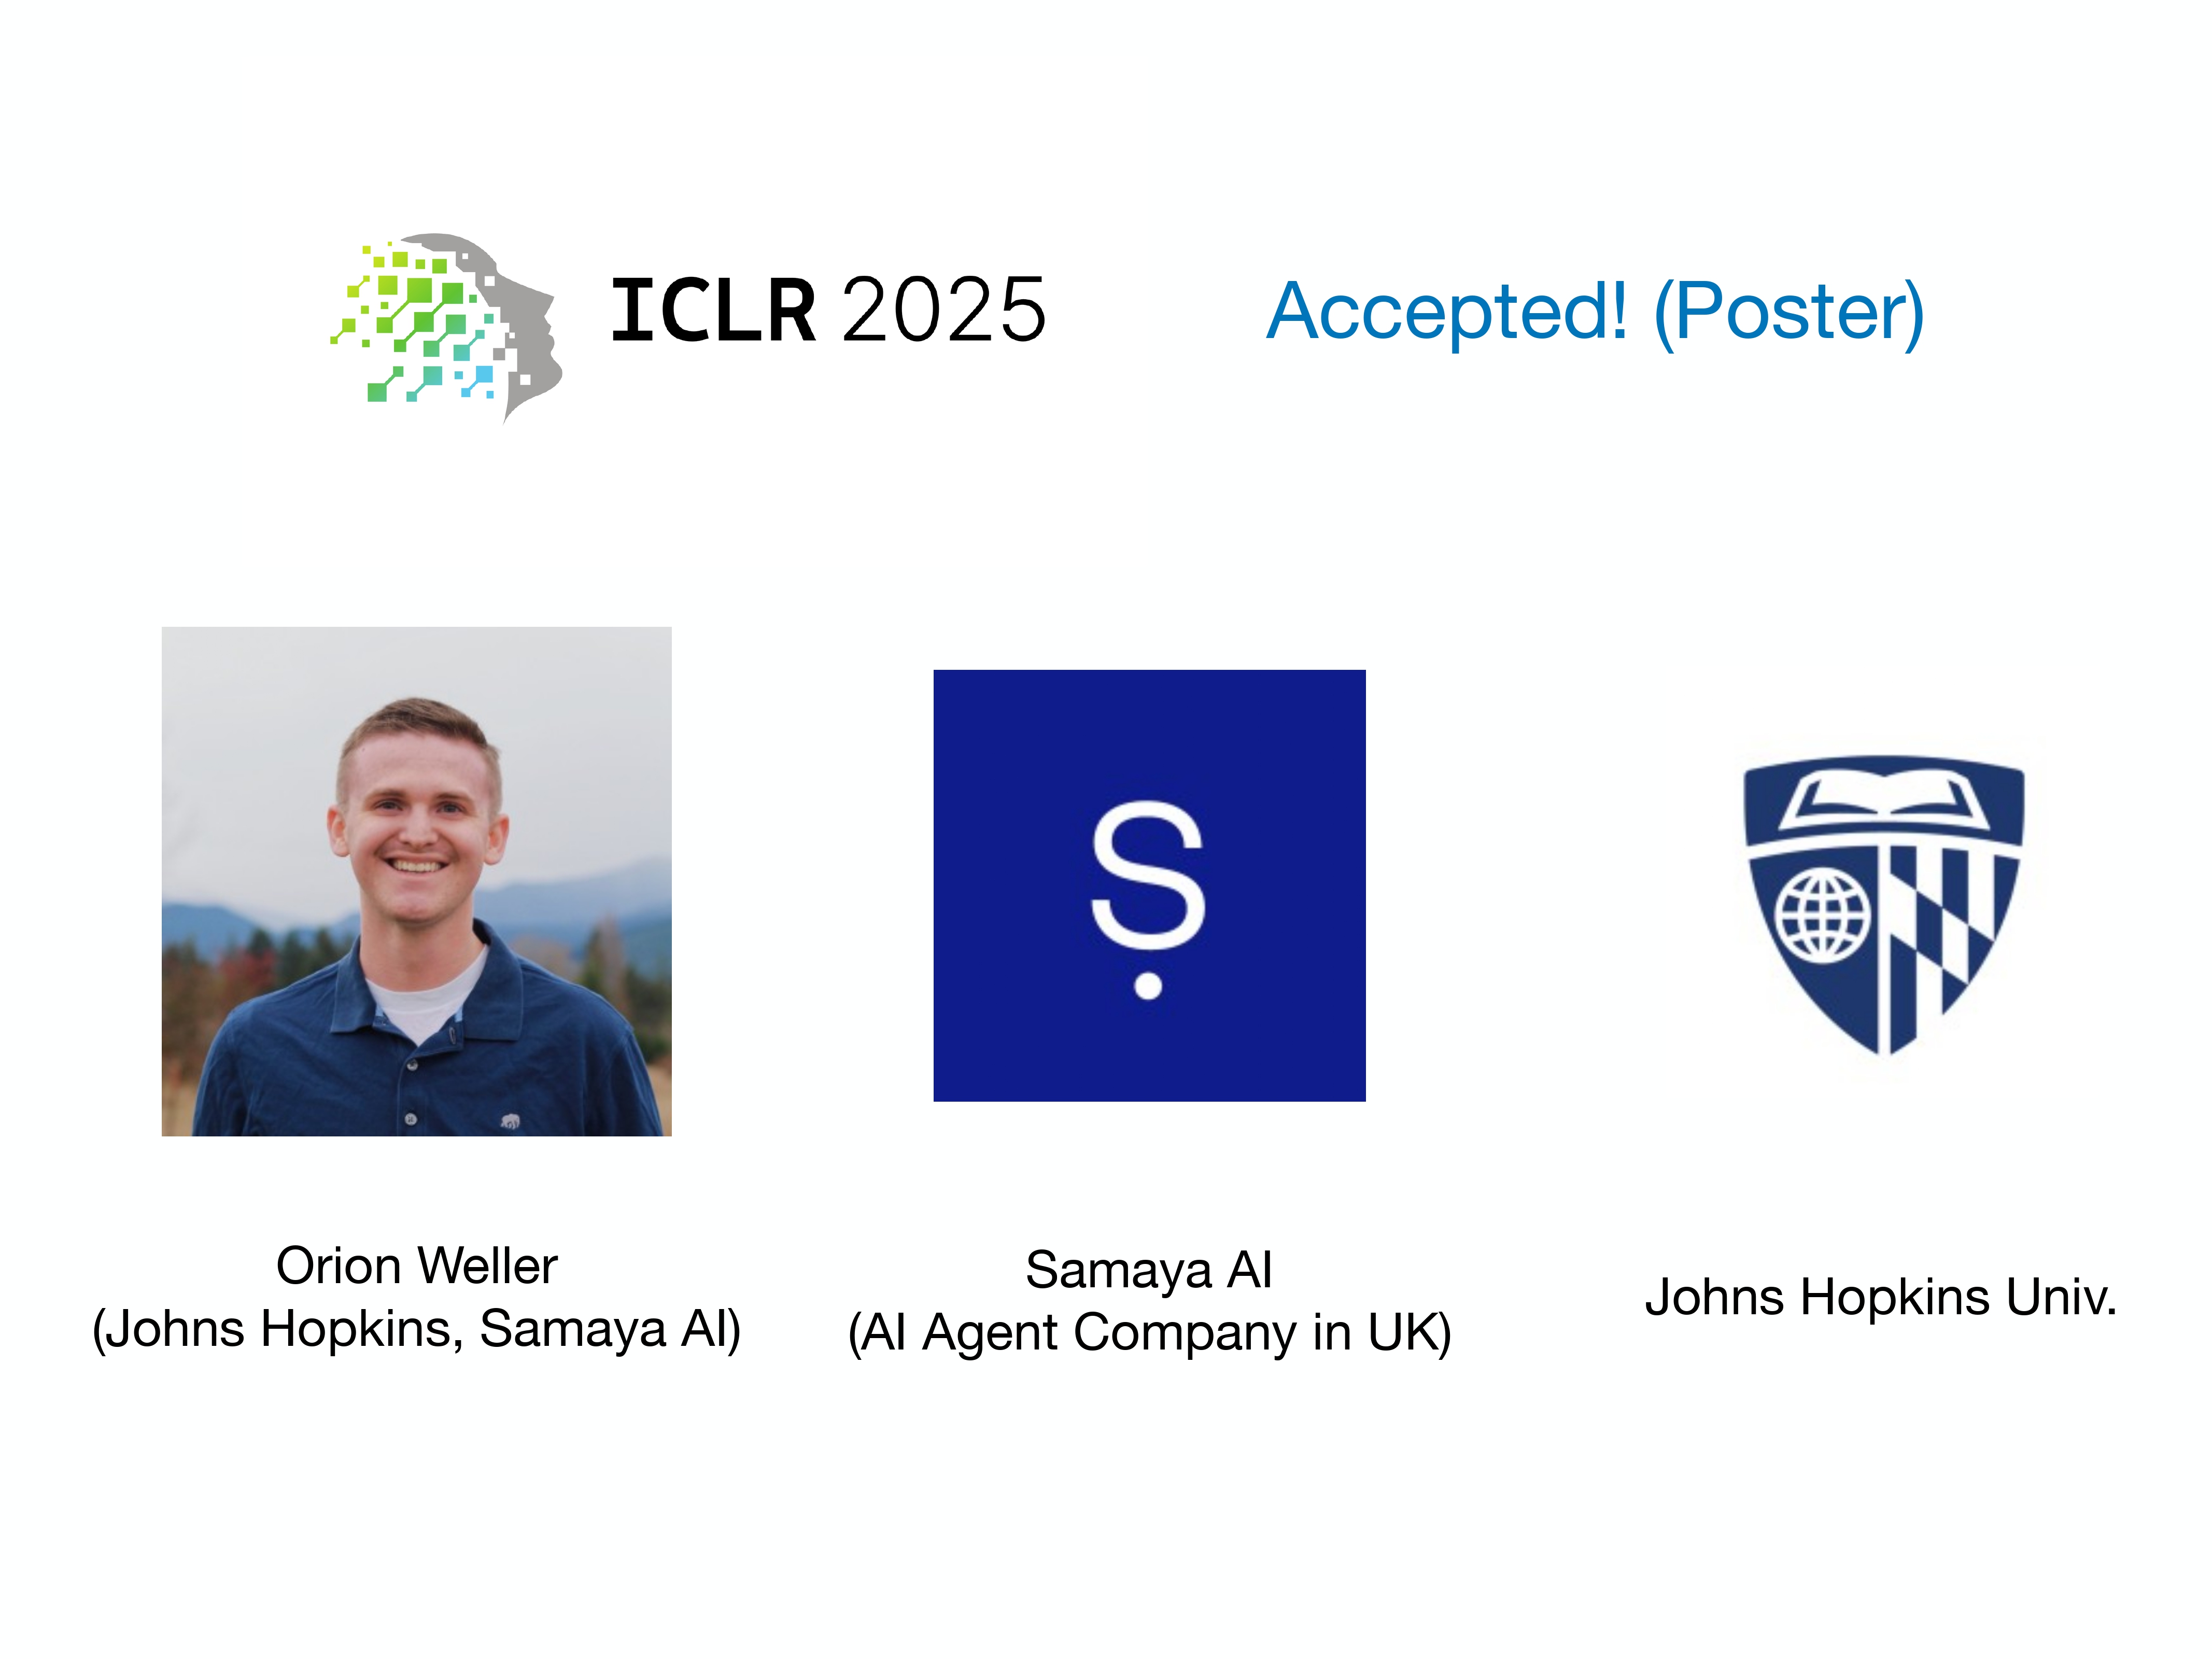 ICLR 2025
Accepted! (Poster)
Ṣ
Orion Weller
(Johns Hopkins, Samaya AI)
Samaya AI
(AI Agent Company in UK)
Johns Hopkins Univ.